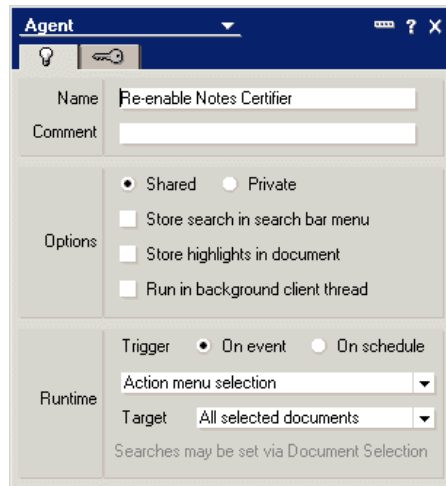 Agent ?
Name Re-enable Notes Certifier
Comment
Options
Shared Private
Store search in search bar menu
Store highlights in document
Run in background client thread
Runtime
Trigger On event On schedule
Action menu selection
Target All selected documents
Searches may be set via Document Selection